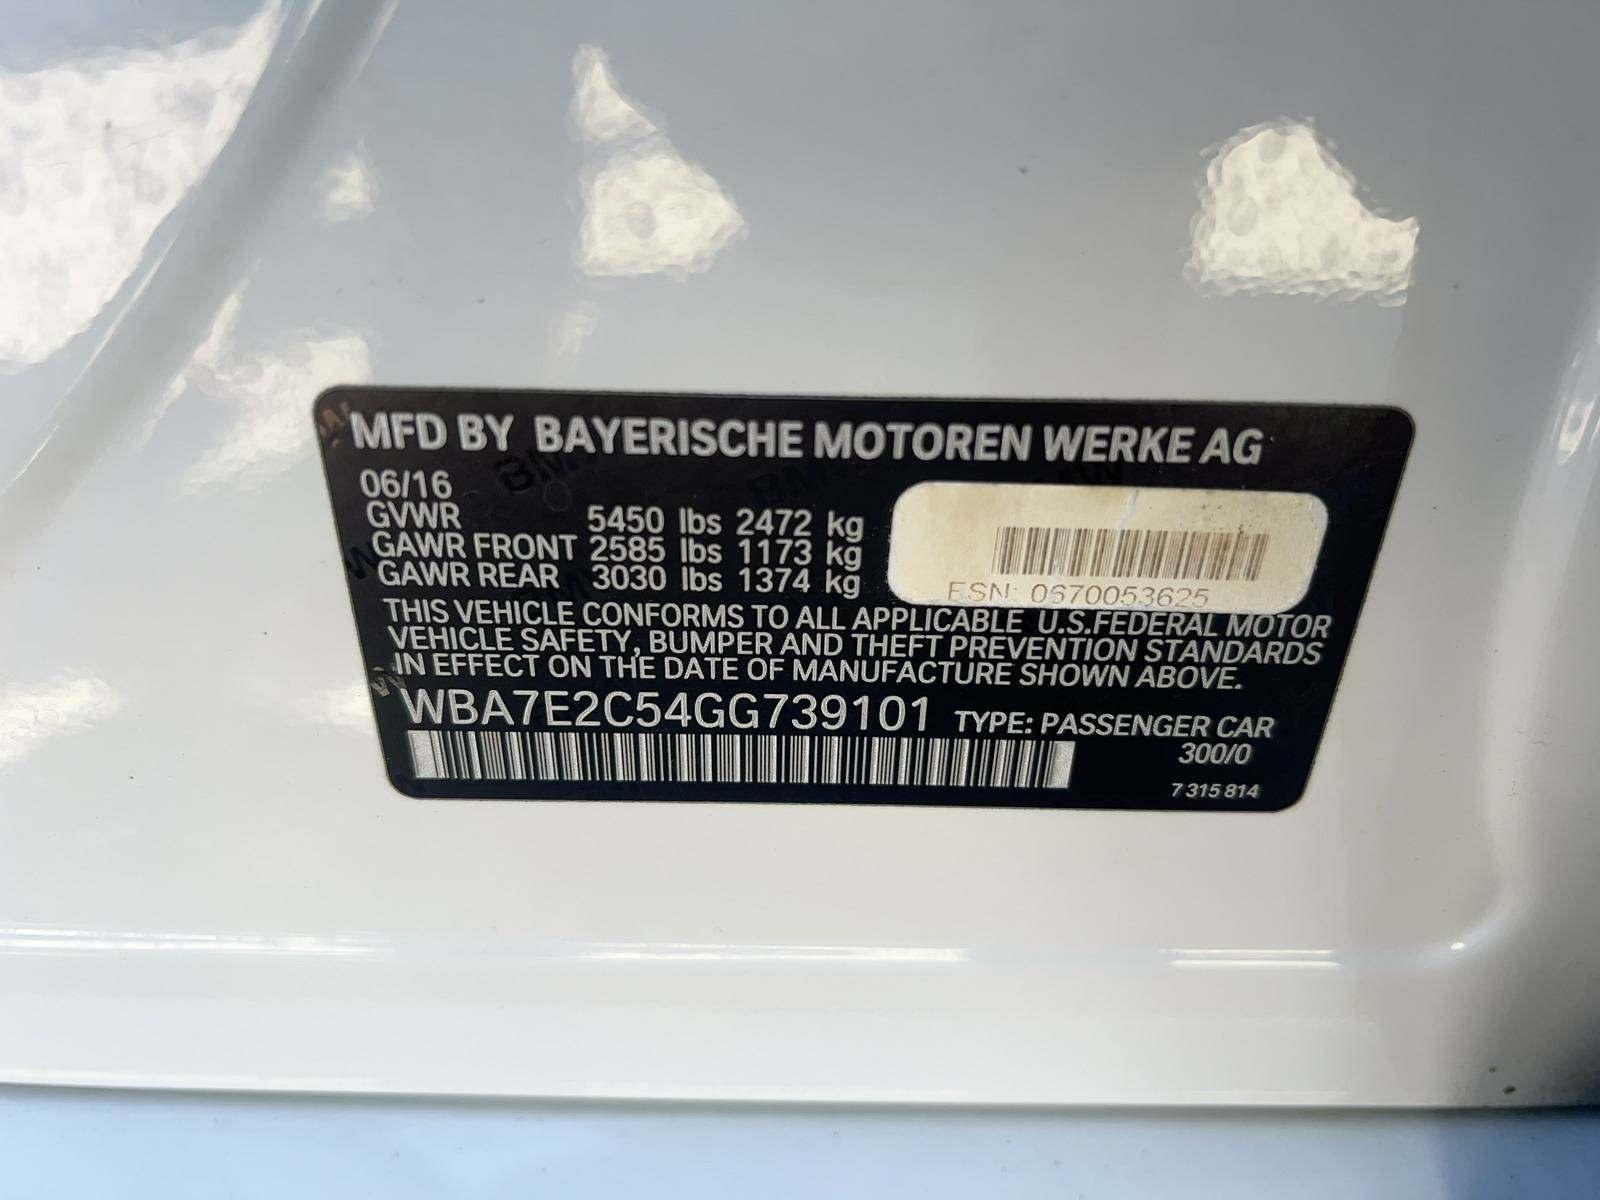 MFD BY BAYERISCHE MOTOREN WERKE AG
06/16
GVWR 5450 lbs 2472 kg
GAWR FRONT 2585 lbs 1173 kg
GAWR REAR 3030 lbs 1374 kg
ESN: 0670053625
THIS VEHICLE CONFORMS TO ALL APPLICABLE U.S.FEDERAL MOTOR
VEHICLE SAFETY, BUMPER AND THEFT PREVENTION STANDARDS
IN EFFECT ON THE DATE OF MANUFACTURE SHOWN ABOVE.
WBA7E2C54GG739101 TYPE: PASSENGER CAR
300/0
7 315 814